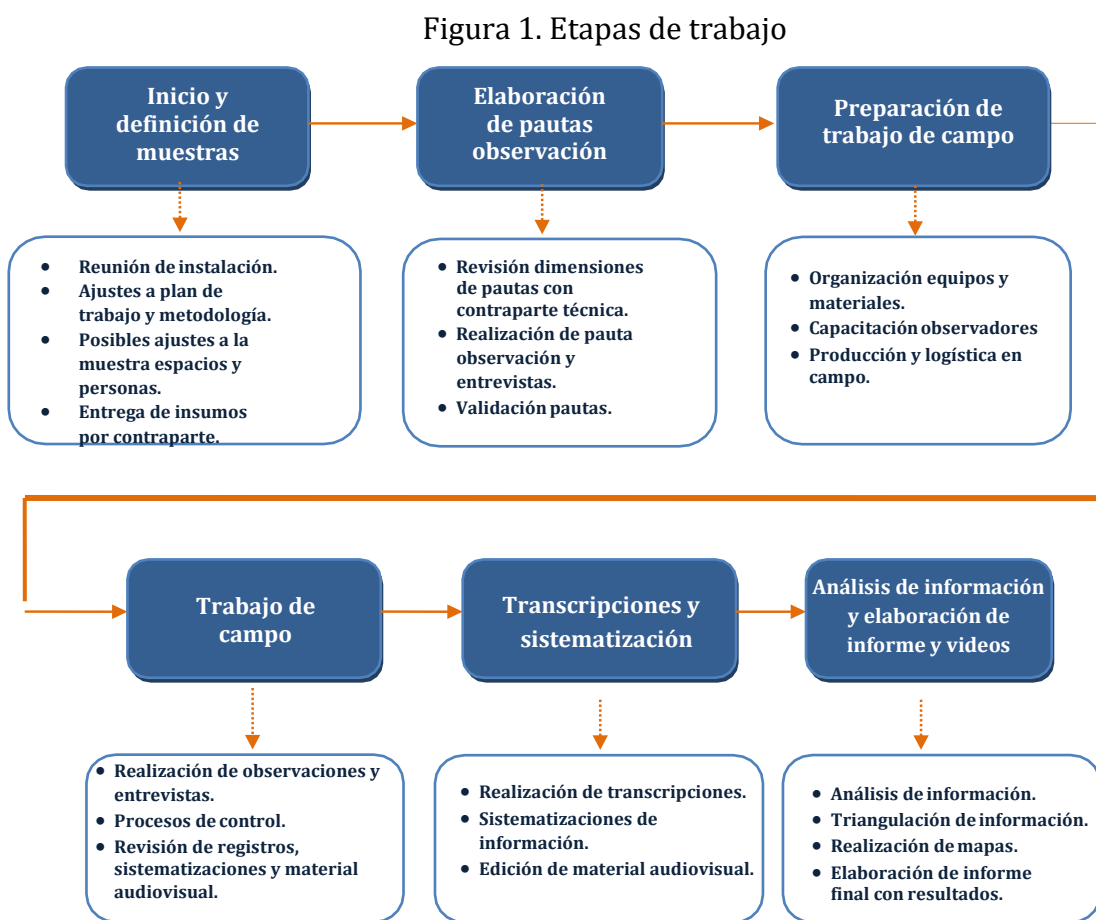 Figura 1. Etapas de trabajo
Inicio y
definición de
muestras
Elaboración
de pautas
observación
Preparación de
trabajo de campo
• Reunión de instalación.
• Ajustes a plan de
trabajo y metodología.
• Posibles ajustes a la
muestra espacios y
personas.
• Entrega de insumos
por contraparte.
• Revisión dimensiones
de pautas con
contraparte técnica.
• Realización de pauta
observación y
entrevistas.
• Validación pautas.
• Organización equipos y
materiales.
• Capacitación observadores
• Producción y logística en
campo.
Trabajo de
campo
Transcripciones y
sistematización
Análisis de información
y elaboración de
informe y videos
• Realización de observaciones y
entrevistas.
• Procesos de control.
• Revisión de registros,
sistematizaciones y material
audiovisual.
• Realización de transcripciones.
• Sistematizaciones de
información.
• Edición de material audiovisual.
• Análisis de información.
• Triangulación de información.
• Realización de mapas.
• Elaboración de informe
final con resultados.